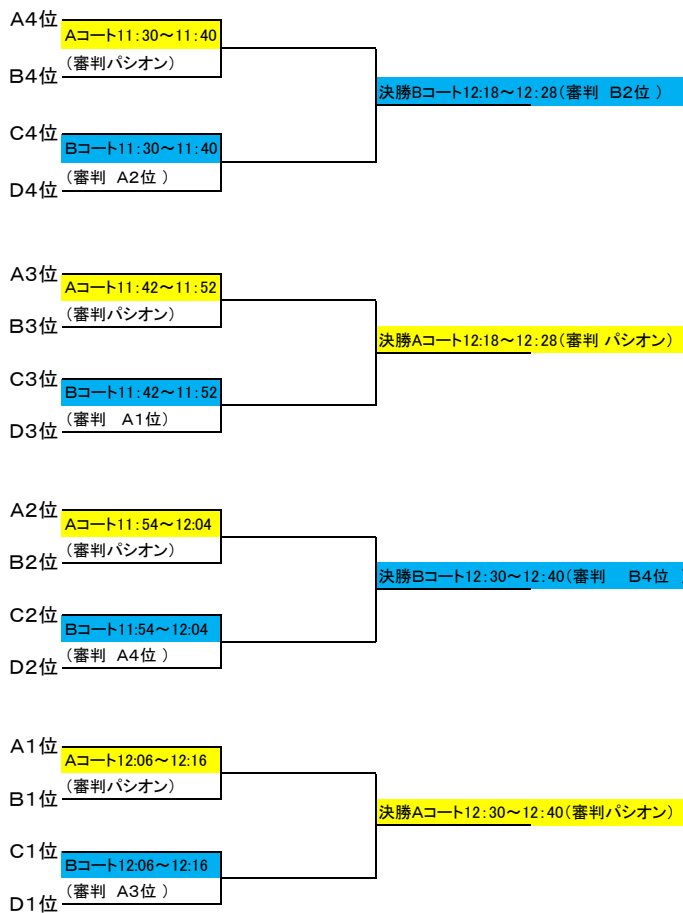 A4位
Aコート11：30～11：40
（審判パシオン）
B4位
決勝Bコート12：18～12：28（審判　B2位 ）
C4位
Bコート11：30～11：40
（審判　A2位 ）
D4位
A3位
Aコート11：42～11：52
（審判パシオン）
B3位
決勝Aコート12：18～12：28（審判 パシオン）
C3位
Bコート11：42～11：52
（審判　A1位）
D3位
A2位
Aコート11：54～12：04
（審判パシオン）
B2位
決勝Bコート12：30～12：40（審判　　B4位
C2位
Bコート11：54～12：04
（審判　A4位 ）
D2位
A1位
Aコート12：06～12：16
（審判パシオン）
B1位
決勝Aコート12：30～12：40（審判パシオン）
C1位
Bコート12：06～12：16
（審判　A3位 ）
D1位